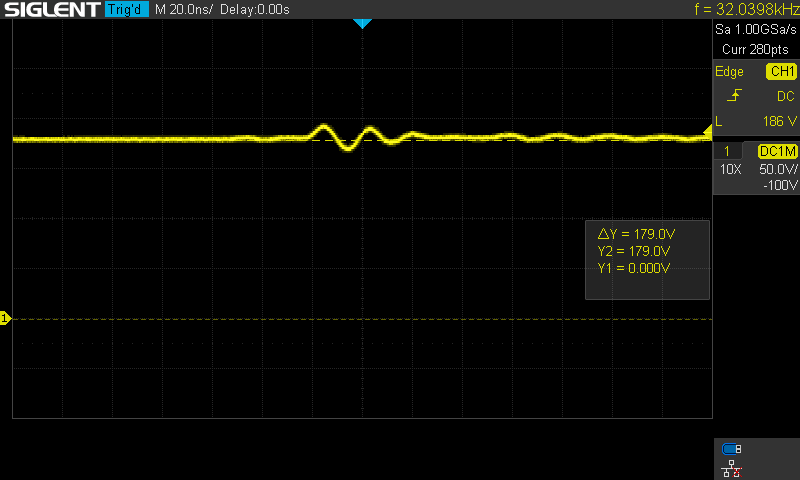 SIGLENT Trig'd M 20.0ns/ Delay:0.00s f = 32.0398kHz
Sa 1.00GSa/s
Curr 280pts
Edge CH1
DC
L 186 V
1 DC1M
10X 50.0V/
-100V
△Y = 179.0V
Y2 = 179.0V
Y1 = 0.000V
1